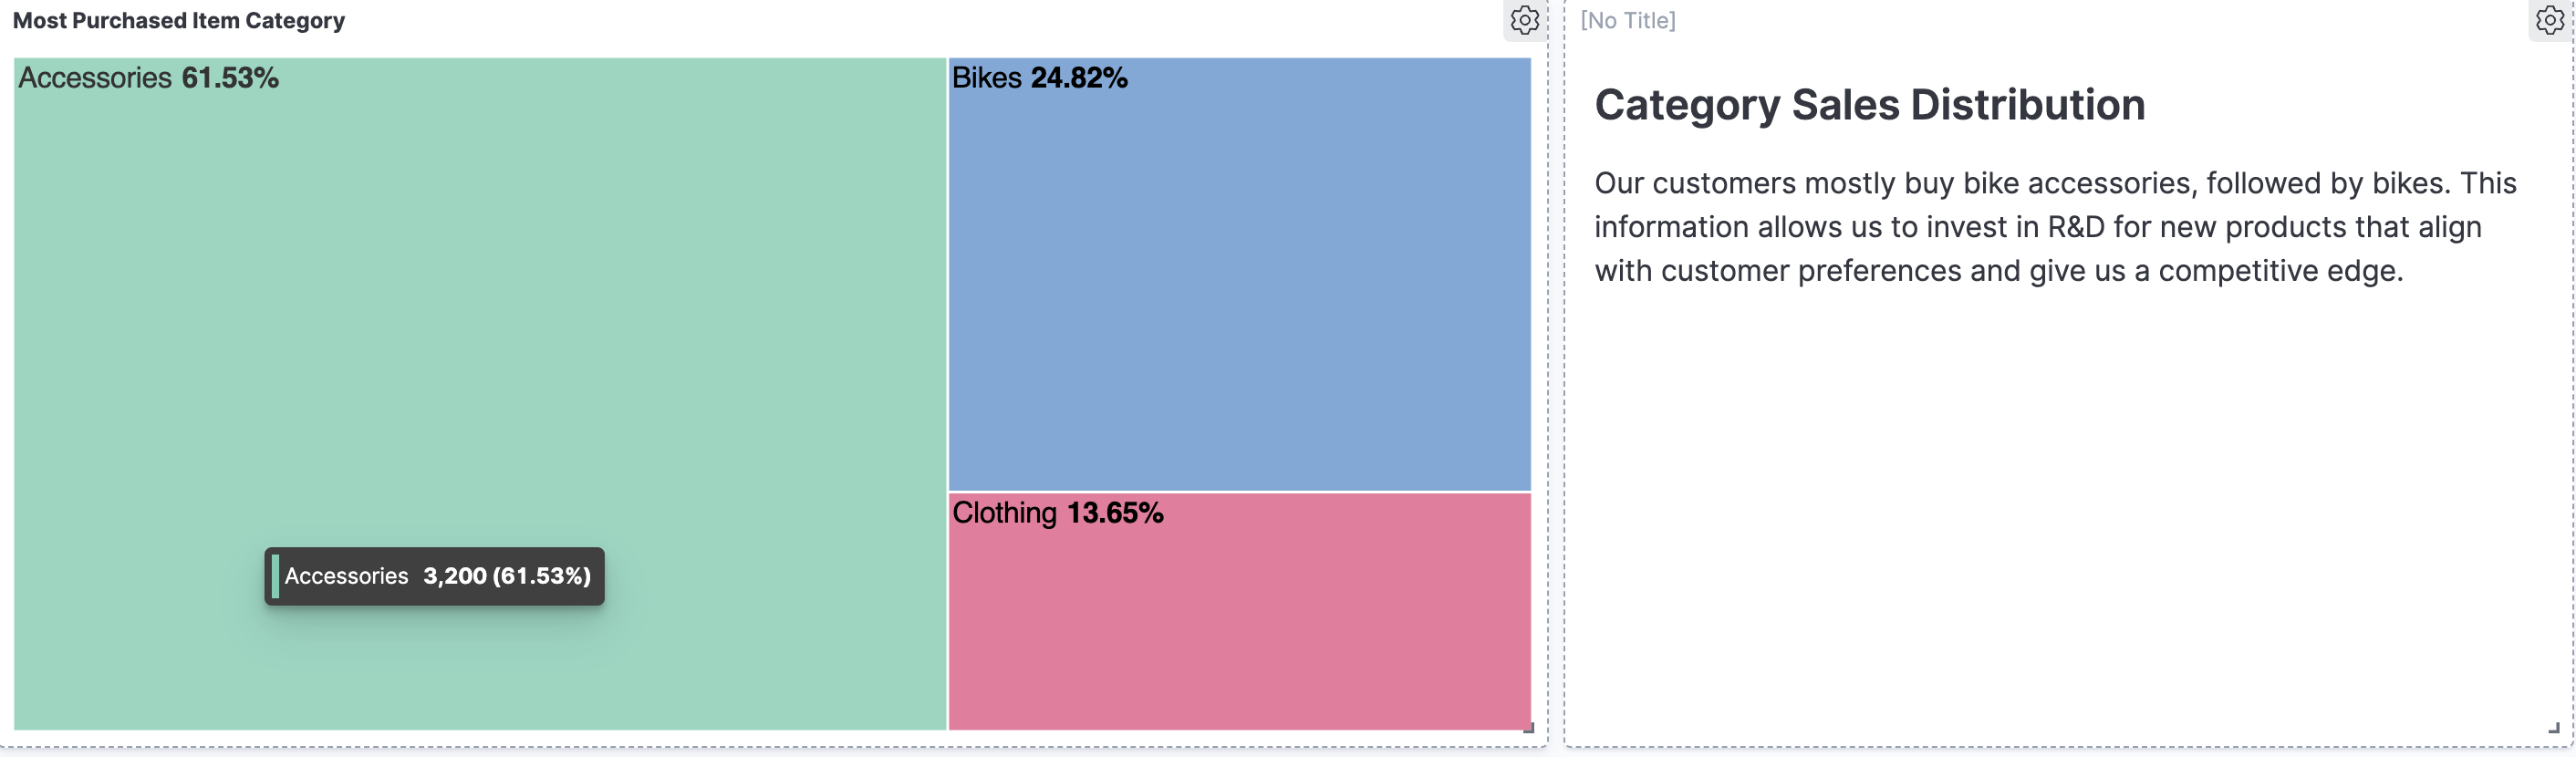 Most Purchased Item Category
Accessories 61.53%
Bikes 24.82%
Clothing 13.65%
Accessories 3,200 (61.53%)
[No Title]
Category Sales Distribution
Our customers mostly buy bike accessories, followed by bikes. This
information allows us to invest in R&D for new products that align
with customer preferences and give us a competitive edge.